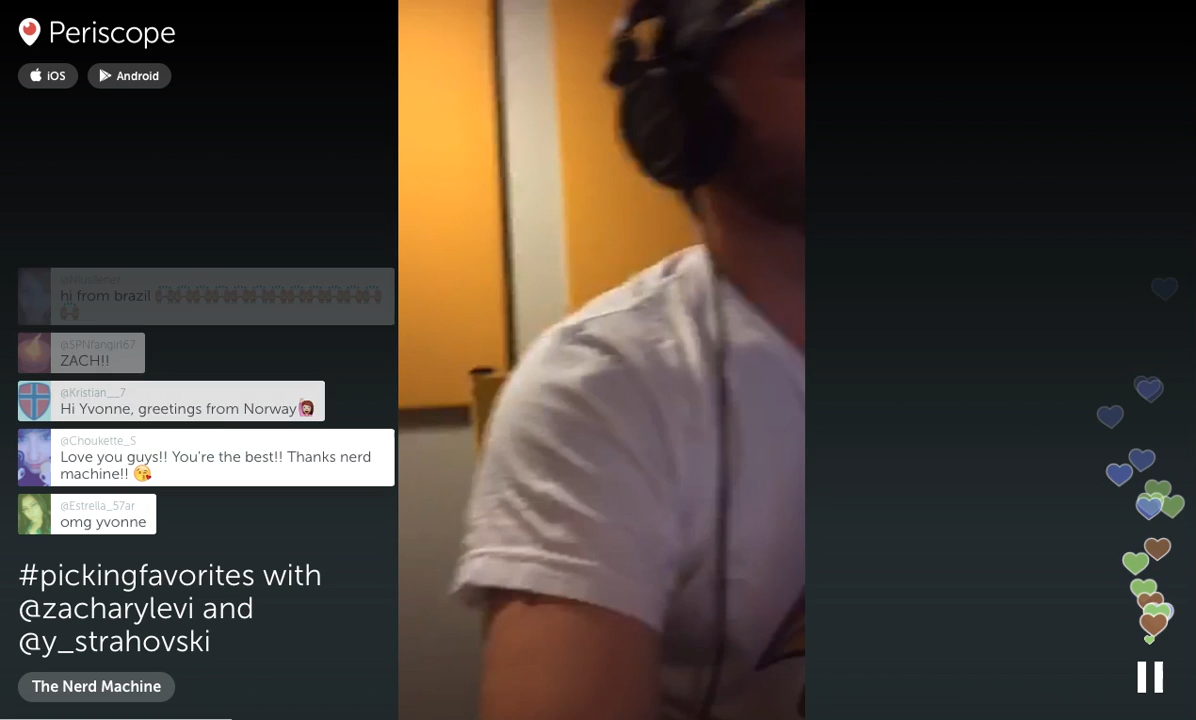 Periscope
iOS
Android
hi from brazil
@SPNfangirl67
ZACH!!
@Kristian__7
Hi Yvonne, greetings from Norway
@Choukette_S
Love you guys!! You're the best!! Thanks nerd
machine!!
@Estrella_57ar
omg yvonne
#pickingfavorites with
@zacharylevi and
@y_strahovski
The Nerd Machine